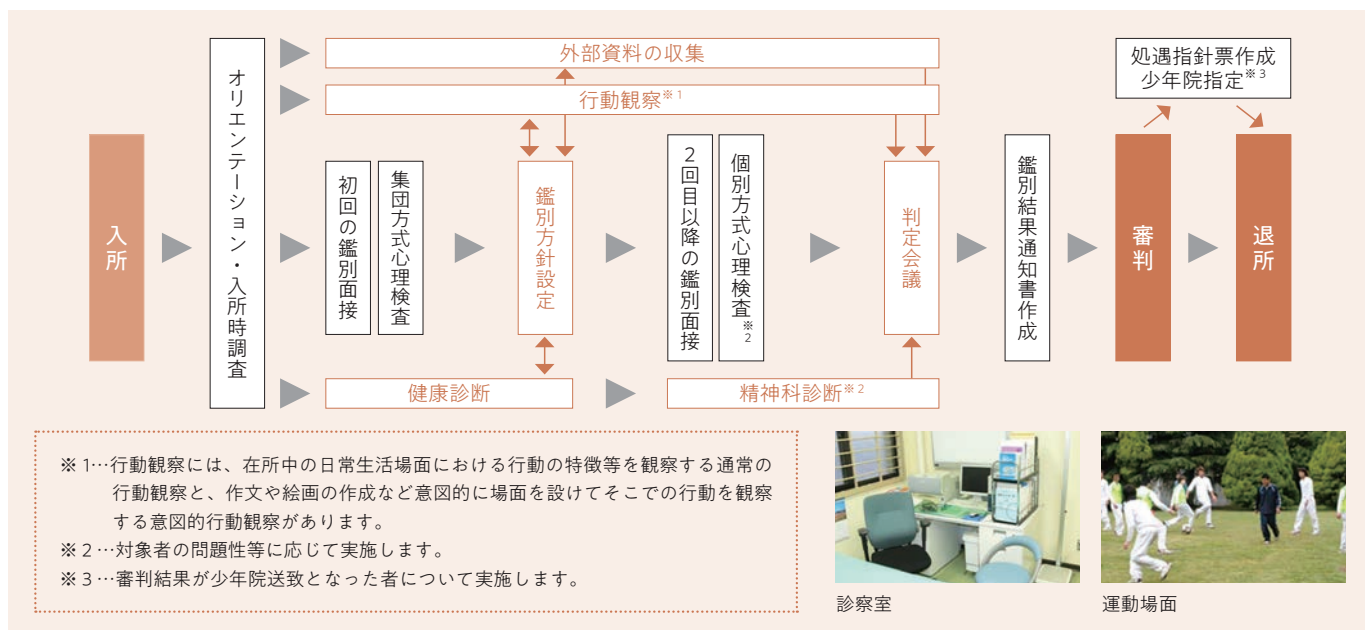 入所
オリエンテーション・入所時調査
外部資料の収集
行動観察※1
初回の鑑別面接
集団方式心理検査
鑑別方針設定
健康診断
2回目以降の鑑別面接
個別方式心理検査※2
精神科診断※2
判定会議
鑑別結果通知書作成
処遇指針票作成
少年院指定※3
審判
退所
※1…行動観察には、在所中の日常生活場面における行動の特徴等を観察する通常の
行動観察と、作文や絵画の作成など意図的に場面を設けてそこでの行動を観察
する意図的行動観察があります。
※2…対象者の問題性等に応じて実施します。
※3…審判結果が少年院送致となった者について実施します。
診察室
運動場面